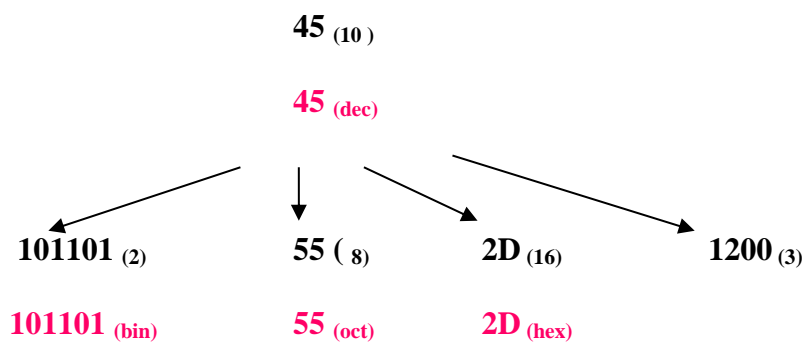 45 (10 )
45 (dec)
101101 (2) 55 ( 8) 2D (16) 1200 (3)
101101 (bin) 55 (oct) 2D (hex)